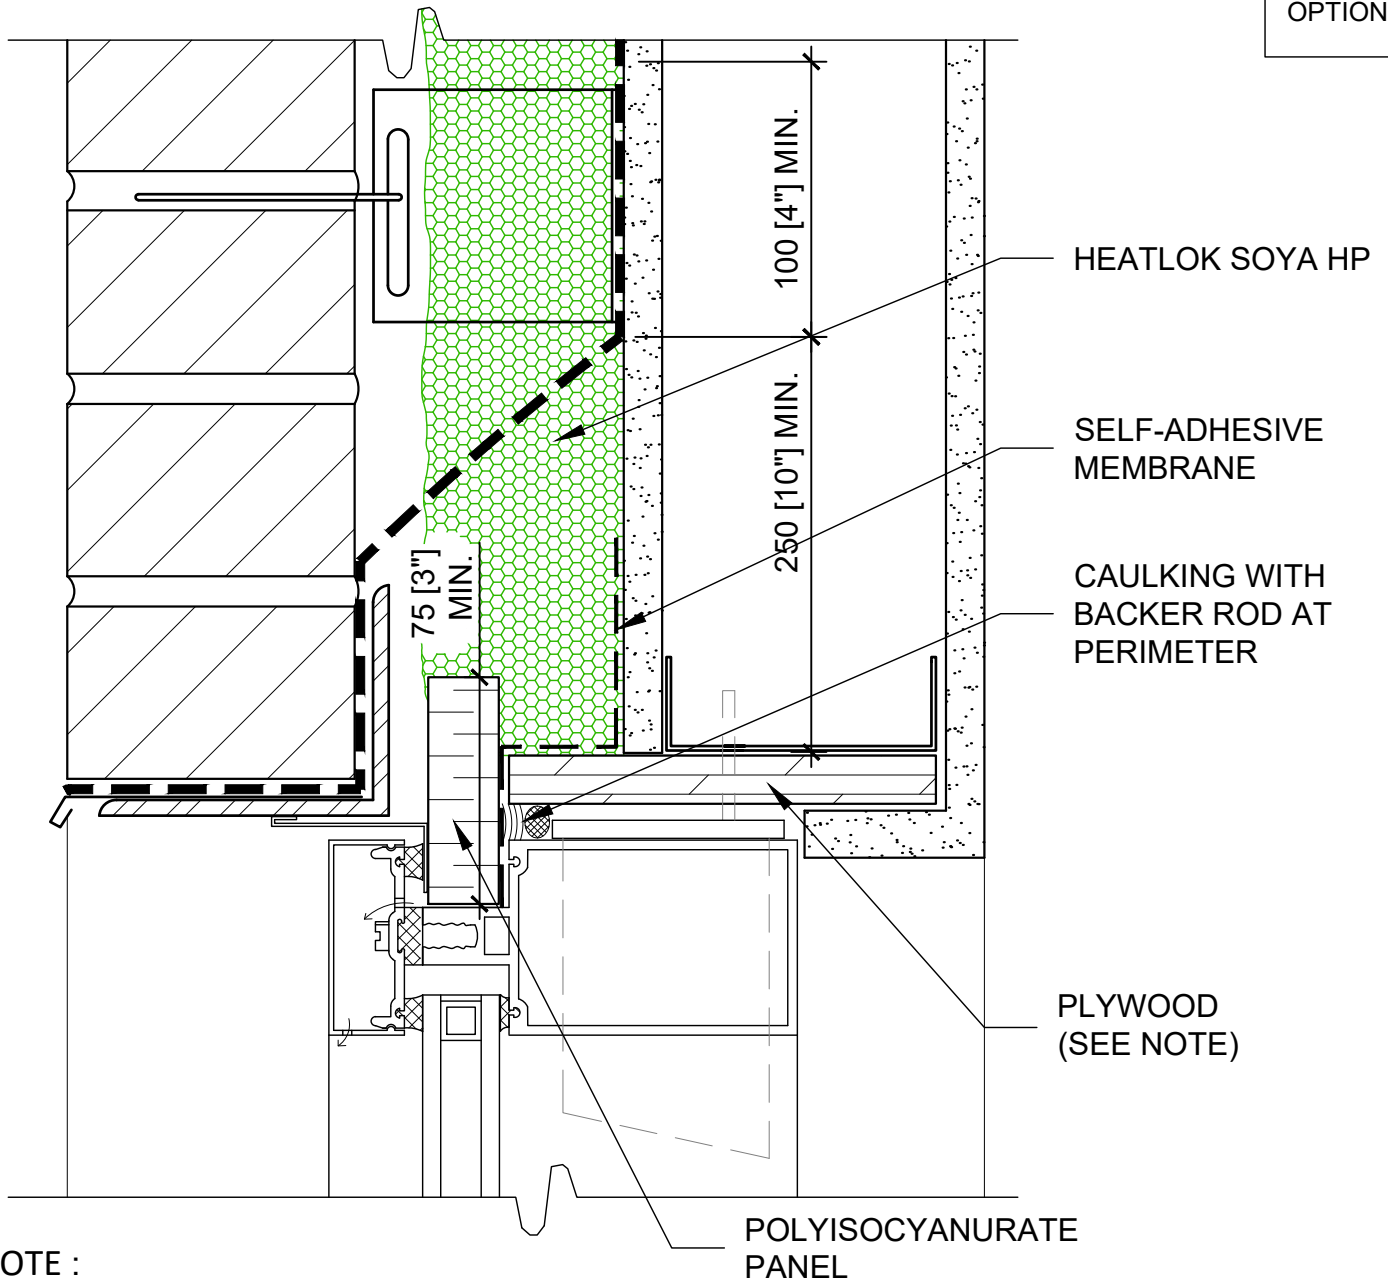 OPTION
100 [4"] MIN.
HEATLOK SOYA HP
250 [10"] MIN.
SELF-ADHESIVE
MEMBRANE
75 [3"]
MIN.
CAULKING WITH
BACKER ROD AT
PERIMETER
PLYWOOD
(SEE NOTE)
POLYISOCYANURATE
PANEL
OTE :